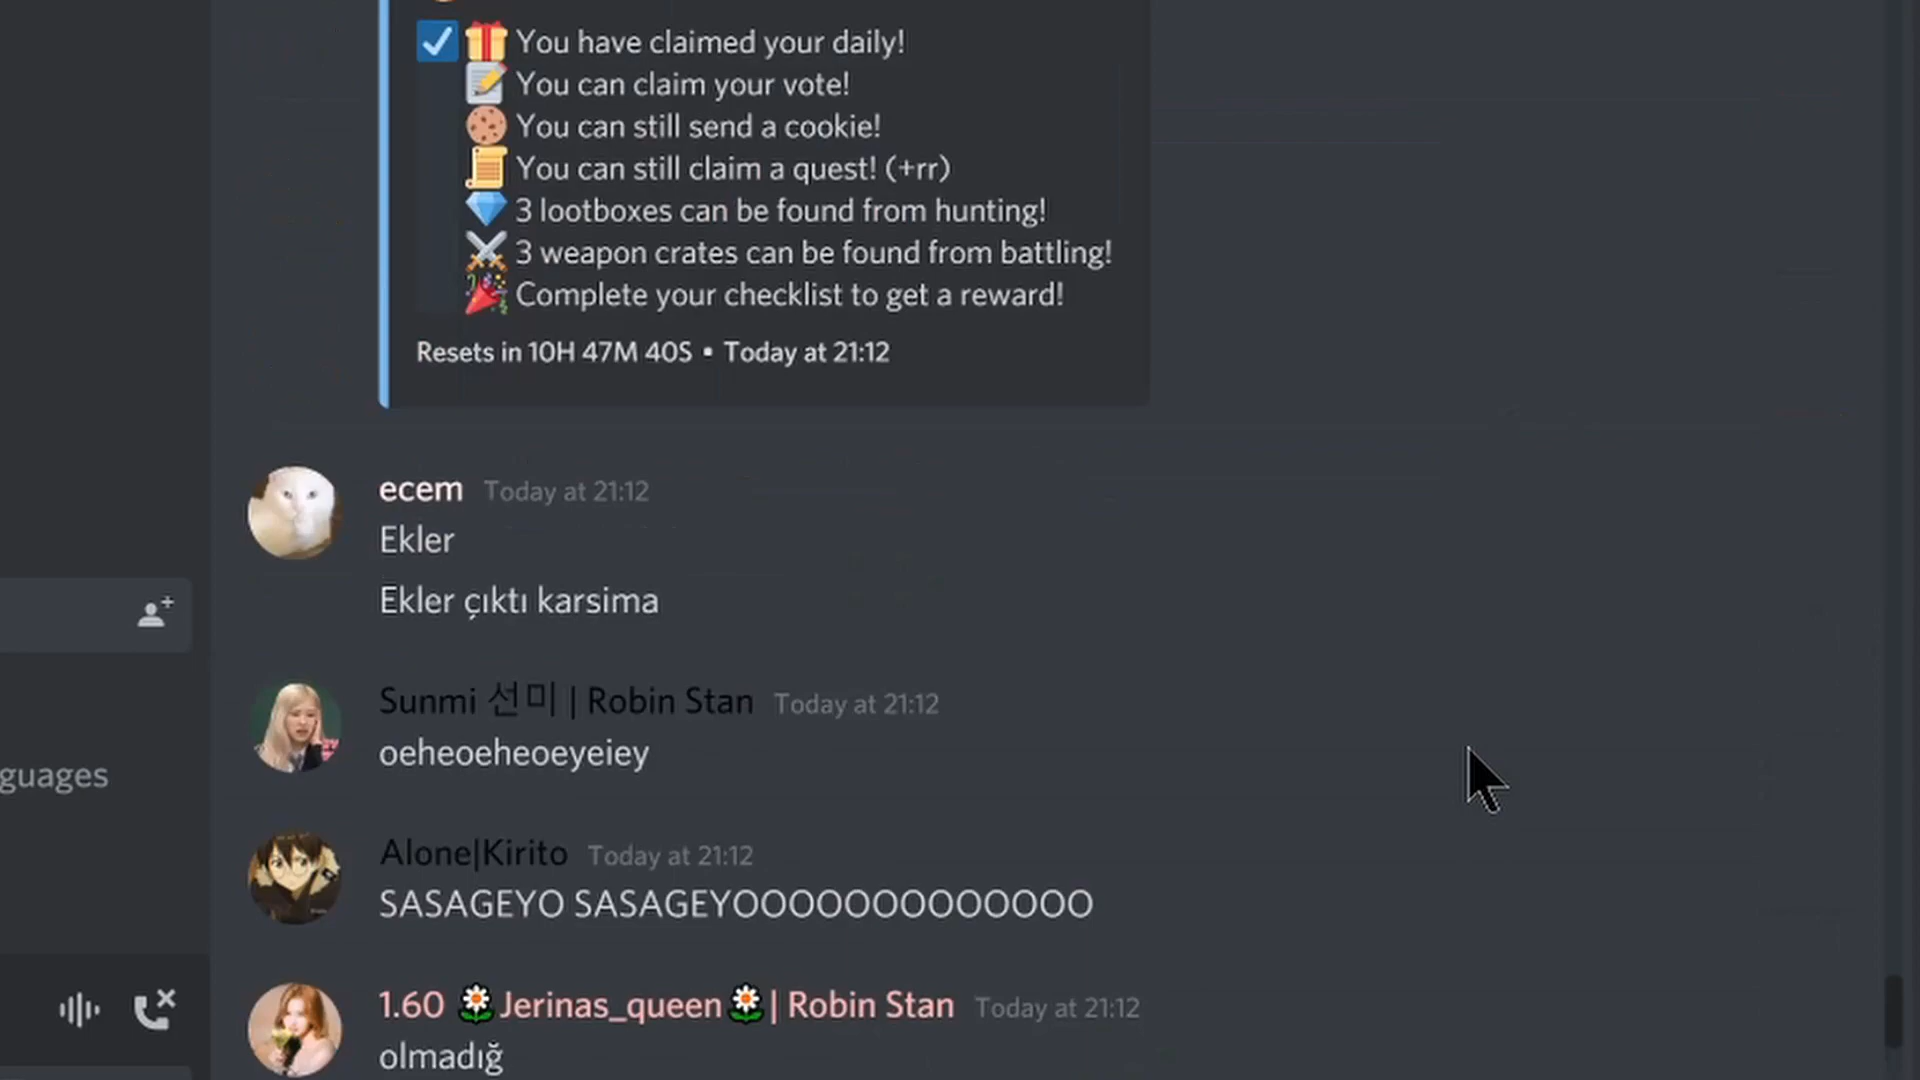 You have claimed your daily!
You can claim your vote!
You can still send a cookie!
You can still claim a quest! (+rr)
3 lootboxes can be found from hunting!
3 weapon crates can be found from battling!
Complete your checklist to get a reward!
Resets in 10H 47M 40S • Today at 21:12
ecem Today at 21:12
Ekler
Ekler çıktı karsima
Sunmi 선미 | Robin Stan Today at 21:12
oeheoeheoeyeiey
guages
Alone|Kirito Today at 21:12
SASAGEYO SASAGEYOOOOOOOOOOOOO
1.60 Jerinas_queen | Robin Stan Today at 21:12
olmadığ